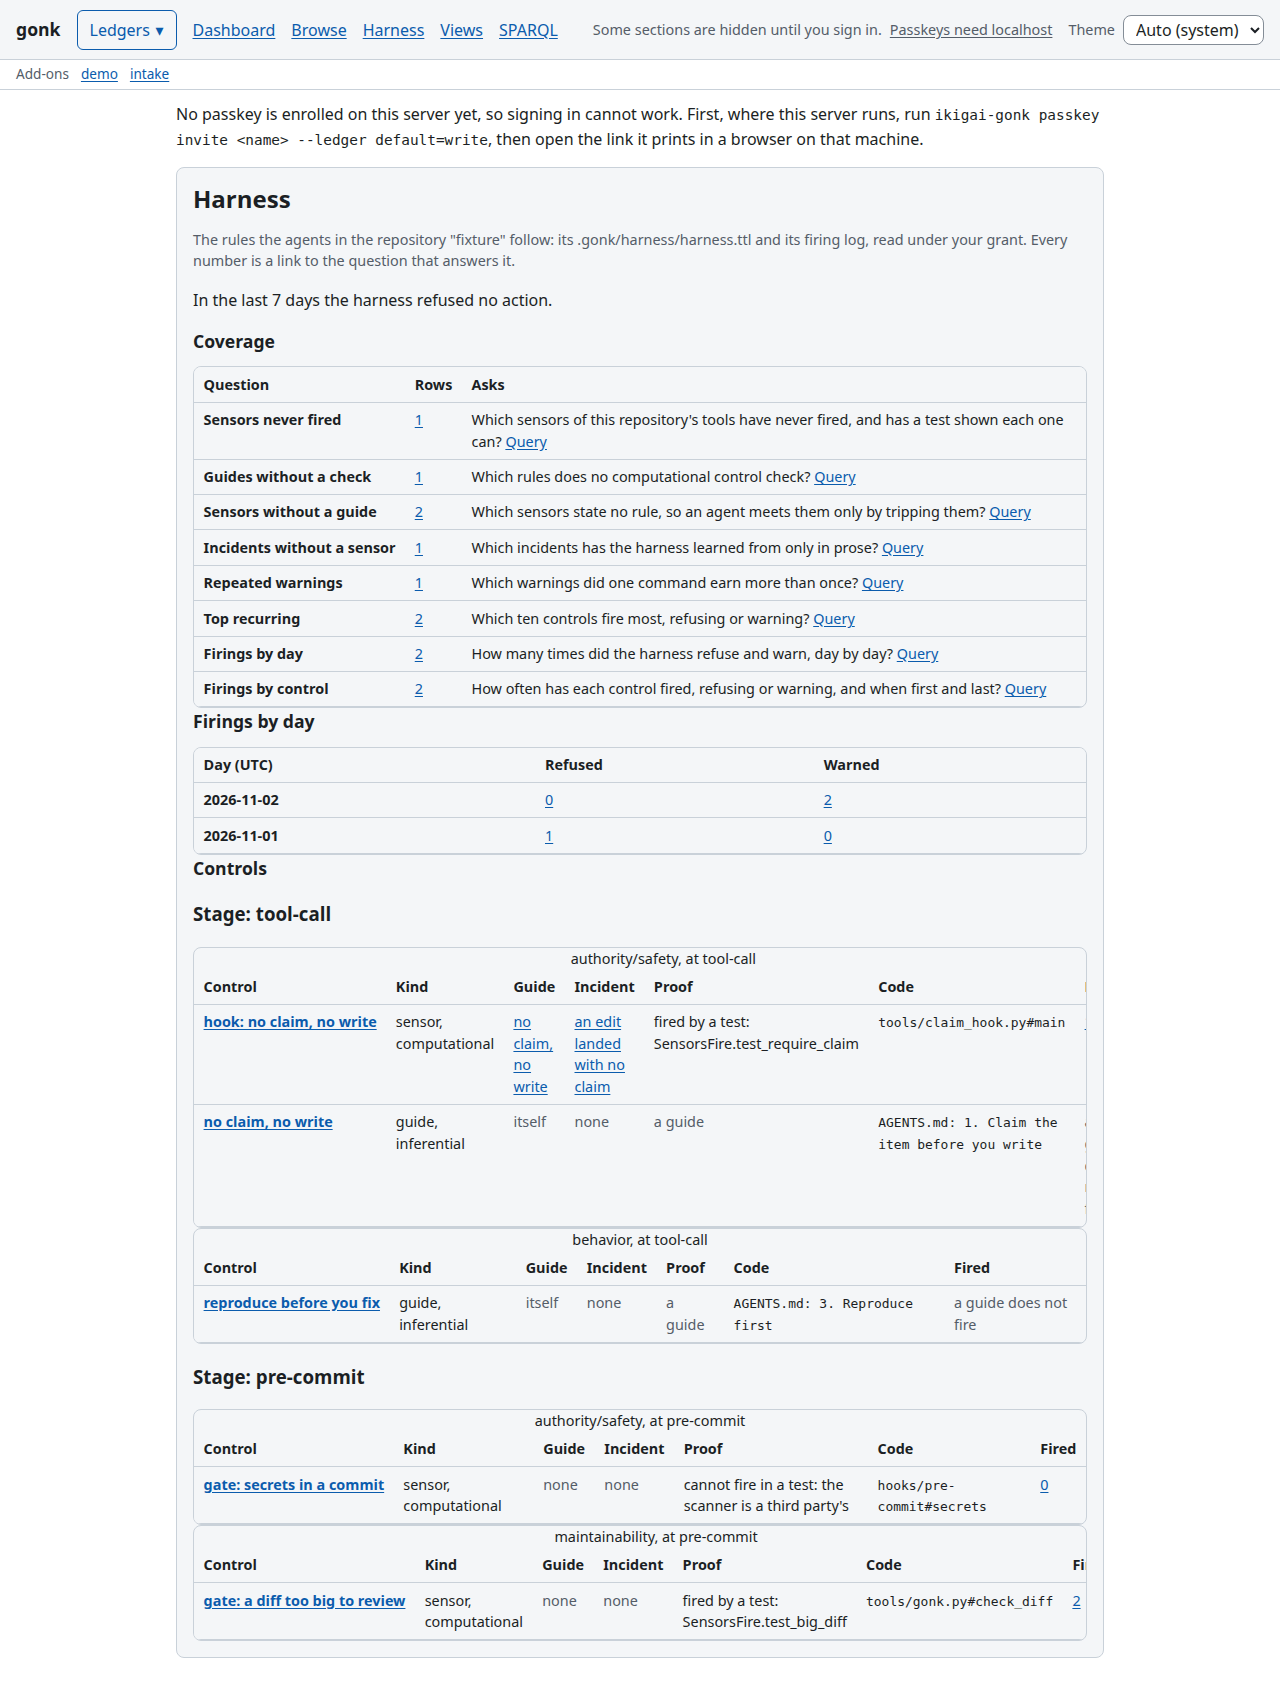 gonk Ledgers ▾ Dashboard Browse Harness Views SPARQL Some sections are hidden until you sign in. Passkeys need localhost Theme Auto (system)
Add-ons demo intake
No passkey is enrolled on this server yet, so signing in cannot work. First, where this server runs, run ikigai-gonk passkey
invite <name> --ledger default=write, then open the link it prints in a browser on that machine.
Harness
The rules the agents in the repository "fixture" follow: its .gonk/harness/harness.ttl and its firing log, read under your grant. Every
number is a link to the question that answers it.
In the last 7 days the harness refused no action.
Coverage
Question Rows Asks
Sensors never fired 1 Which sensors of this repository's tools have never fired, and has a test shown each one
can? Query
Guides without a check 1 Which rules does no computational control check? Query
Sensors without a guide 2 Which sensors state no rule, so an agent meets them only by tripping them? Query
Incidents without a sensor 1 Which incidents has the harness learned from only in prose? Query
Repeated warnings 1 Which warnings did one command earn more than once? Query
Top recurring 2 Which ten controls fire most, refusing or warning? Query
Firings by day 2 How many times did the harness refuse and warn, day by day? Query
Firings by control 2 How often has each control fired, refusing or warning, and when first and last? Query
Firings by day
Day (UTC) Refused Warned
2026-11-02 0 2
2026-11-01 1 0
Controls
Stage: tool-call
authority/safety, at tool-call
Control Kind Guide Incident Proof Code
hook: no claim, no write sensor, no an edit fired by a test: tools/claim_hook.py#main
computational claim, landed SensorsFire.test_require_claim
no with no
write claim
no claim, no write guide, itself none a guide AGENTS.md: 1. Claim the
inferential item before you write
behavior, at tool-call
Control Kind Guide Incident Proof Code Fired
reproduce before you fix guide, itself none a AGENTS.md: 3. Reproduce a guide does not
inferential guide first fire
Stage: pre-commit
authority/safety, at pre-commit
Control Kind Guide Incident Proof Code Fired
gate: secrets in a commit sensor, none none cannot fire in a test: the hooks/pre- 0
computational scanner is a third party's commit#secrets
maintainability, at pre-commit
Control Kind Guide Incident Proof Code
gate: a diff too big to review sensor, none none fired by a test: tools/gonk.py#check_diff 2
computational SensorsFire.test_big_diff